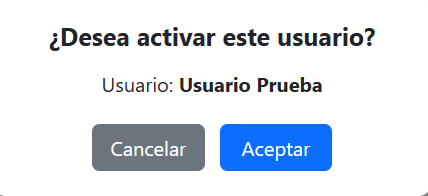 ¿Desea activar este usuario?
Usuario: Usuario Prueba
Cancelar Aceptar